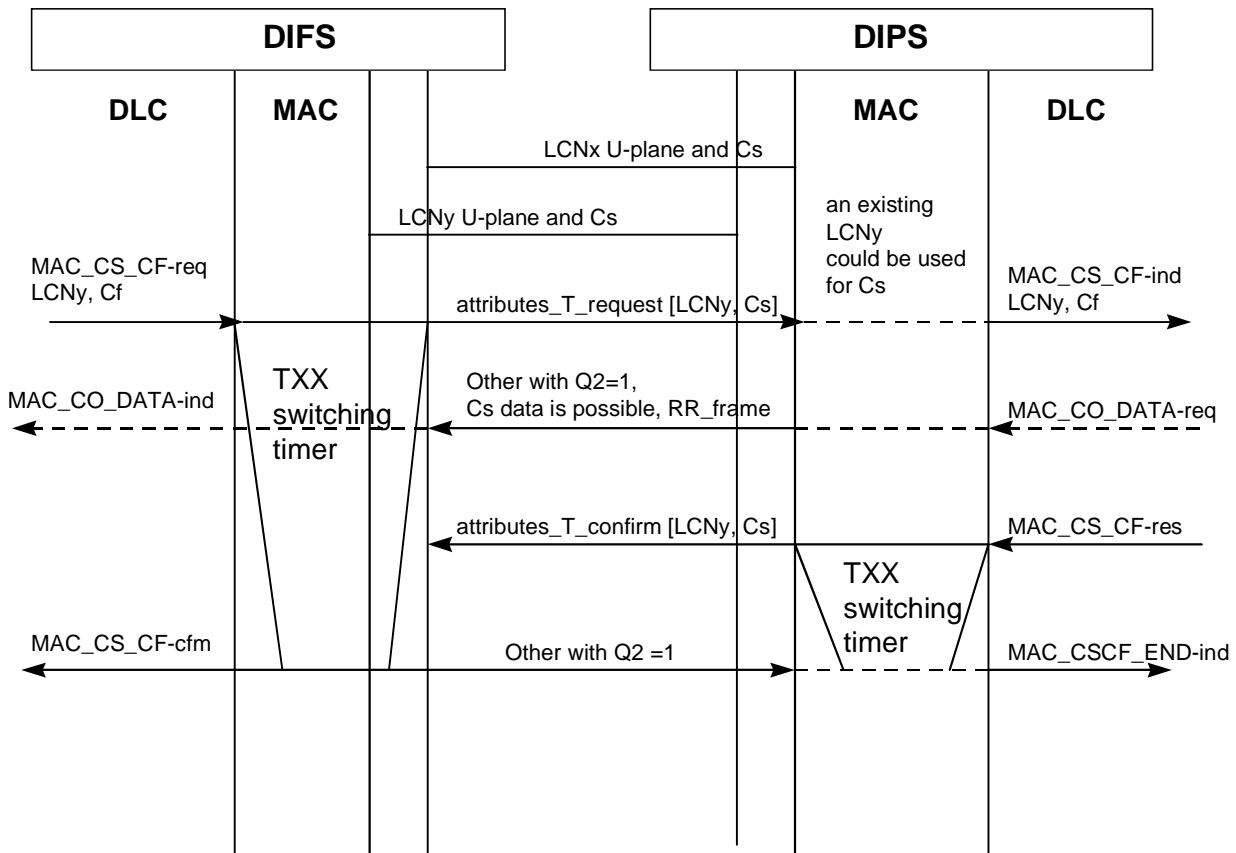 DIFS
DIPS
DLC
MAC
MAC
DLC
LCNx U-plane and Cs
LCNy U-plane and Cs
an existing
LCNy
could be used
for Cs
MAC_CS_CF-req
LCNy, Cf
attributes_T_request [LCNy, Cs]
MAC_CS_CF-ind
LCNy, Cf
TXX
switching
timer
MAC_CO_DATA-ind
Other with Q2=1,
Cs data is possible, RR_frame
MAC_CO_DATA-req
attributes_T_confirm [LCNy, Cs]
MAC_CS_CF-res
TXX
switching
timer
MAC_CS_CF-cfm
Other with Q2 =1
MAC_CSCF_END-ind